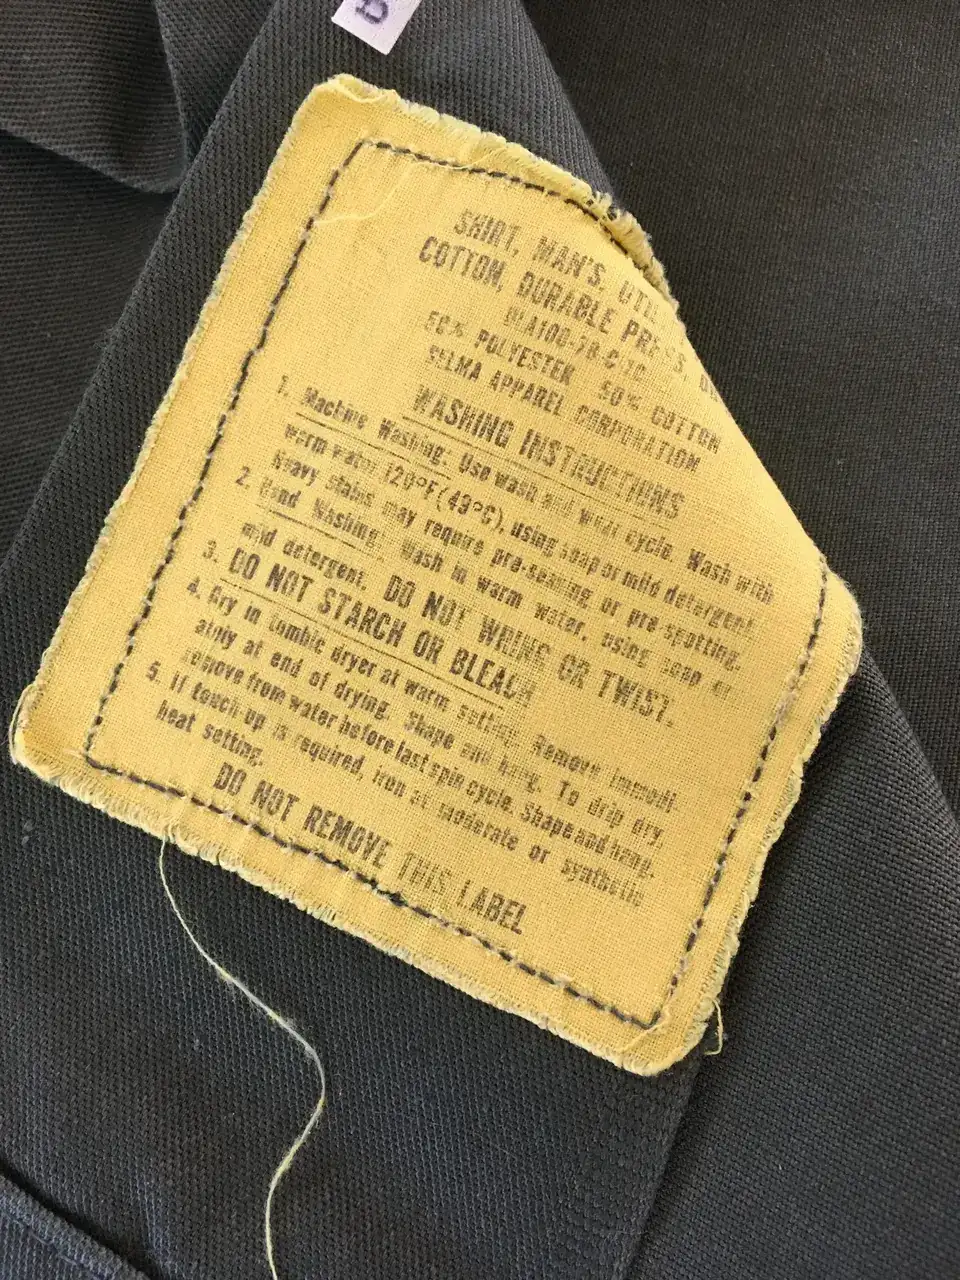 SHIRT, MAN'S,
COTTON, DURABLE PRESS,
50% POLYESTER 50% COTTON
SELMA APPAREL CORPORATION
WASHING INSTRUCTIONS
1. Machine Washing: Use wash and wear cycle. Wash with
warm water 120°F(49°C), using soap or mild detergent.
Heavy stains may require pre-soaking or pre-spotting.
2. Hand Washing: Wash in warm water, using soap or
mild detergent. DO NOT WRING OR TWIST.
3. DO NOT STARCH OR BLEACH
4. Dry in tumble dryer at warm setting. Remove immedi-
ately at end of drying. Shape and hang. To drip dry,
remove from water before last spin cycle. Shape and hang.
5. If touch-up is required, iron at moderate or synthetic
heat setting.
DO NOT REMOVE THIS LABEL